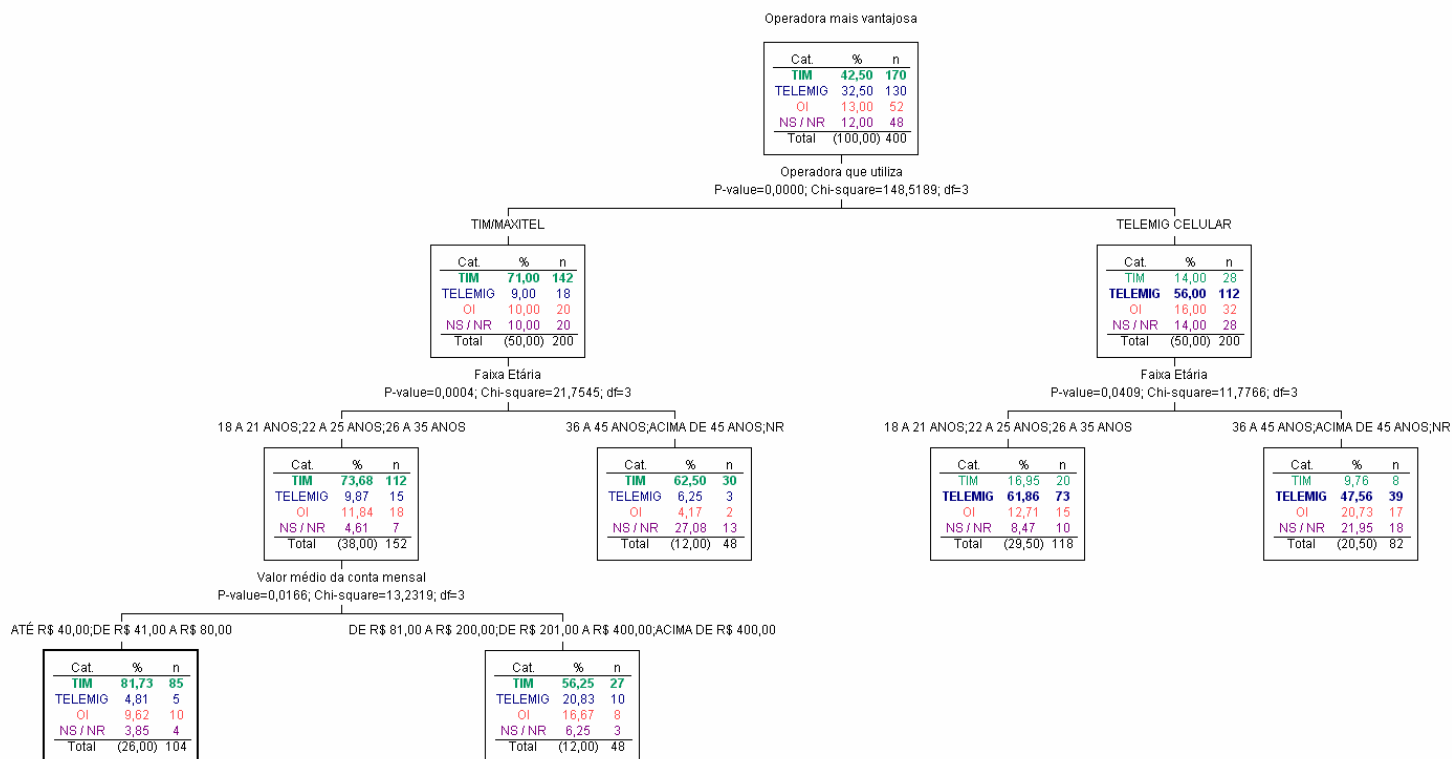 Operadora mais vantajosa
Cat. % n
TIM 42,50 170
TELEMIG 32,50 130
OI 13,00 52
NS / NR 12,00 48
Total (100,00) 400
Operadora que utiliza
P-value=0,0000; Chi-square=148,5189; df=3
TIM/MAXITEL
Cat. % n
TIM 71,00 142
TELEMIG 9,00 18
OI 10,00 20
NS / NR 10,00 20
Total (50,00) 200
Faixa Etária
P-value=0,0004; Chi-square=21,7545; df=3
TELEMIG CELULAR
Cat. % n
TIM 14,00 28
TELEMIG 56,00 112
OI 16,00 32
NS / NR 14,00 28
Total (50,00) 200
Faixa Etária
P-value=0,0409; Chi-square=11,7766; df=3
18 A 21 ANOS;22 A 25 ANOS;26 A 35 ANOS
Cat. % n
TIM 73,68 112
TELEMIG 9,87 15
OI 11,84 18
NS / NR 4,61 7
Total (38,00) 152
Valor médio da conta mensal
P-value=0,0166; Chi-square=13,2319; df=3
36 A 45 ANOS;ACIMA DE 45 ANOS;NR
Cat. % n
TIM 62,50 30
TELEMIG 6,25 3
OI 4,17 2
NS / NR 27,08 13
Total (12,00) 48
18 A 21 ANOS;22 A 25 ANOS;26 A 35 ANOS
Cat. % n
TIM 16,95 20
TELEMIG 61,86 73
OI 12,71 15
NS / NR 8,47 10
Total (29,50) 118
36 A 45 ANOS;ACIMA DE 45 ANOS;NR
Cat. % n
TIM 9,76 8
TELEMIG 47,56 39
OI 20,73 17
NS / NR 21,95 18
Total (20,50) 82
ATÉ R$ 40,00;DE R$ 41,00 A R$ 80,00
Cat. % n
TIM 81,73 85
TELEMIG 4,81 5
OI 9,62 10
NS / NR 3,85 4
Total (26,00) 104
DE R$ 81,00 A R$ 200,00;DE R$ 201,00 A R$ 400,00;ACIMA DE R$ 400,00
Cat. % n
TIM 56,25 27
TELEMIG 20,83 10
OI 16,67 8
NS / NR 6,25 3
Total (12,00) 48